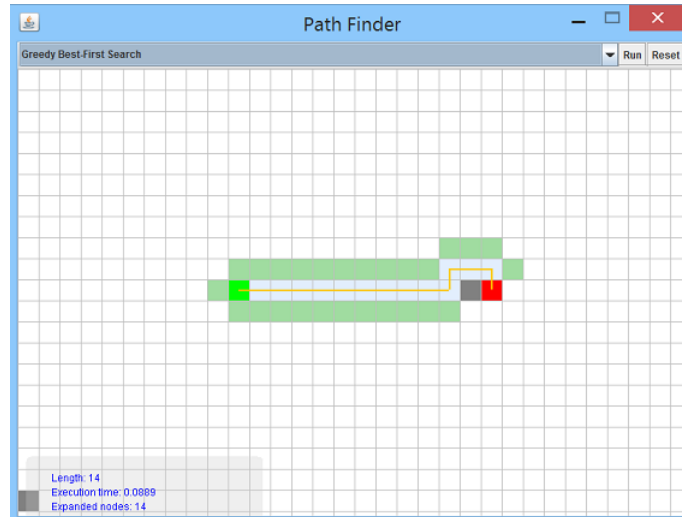 Path Finder
Greedy Best-First Search
Run Reset
Length: 14
Execution time: 0.0889
Expanded nodes: 14